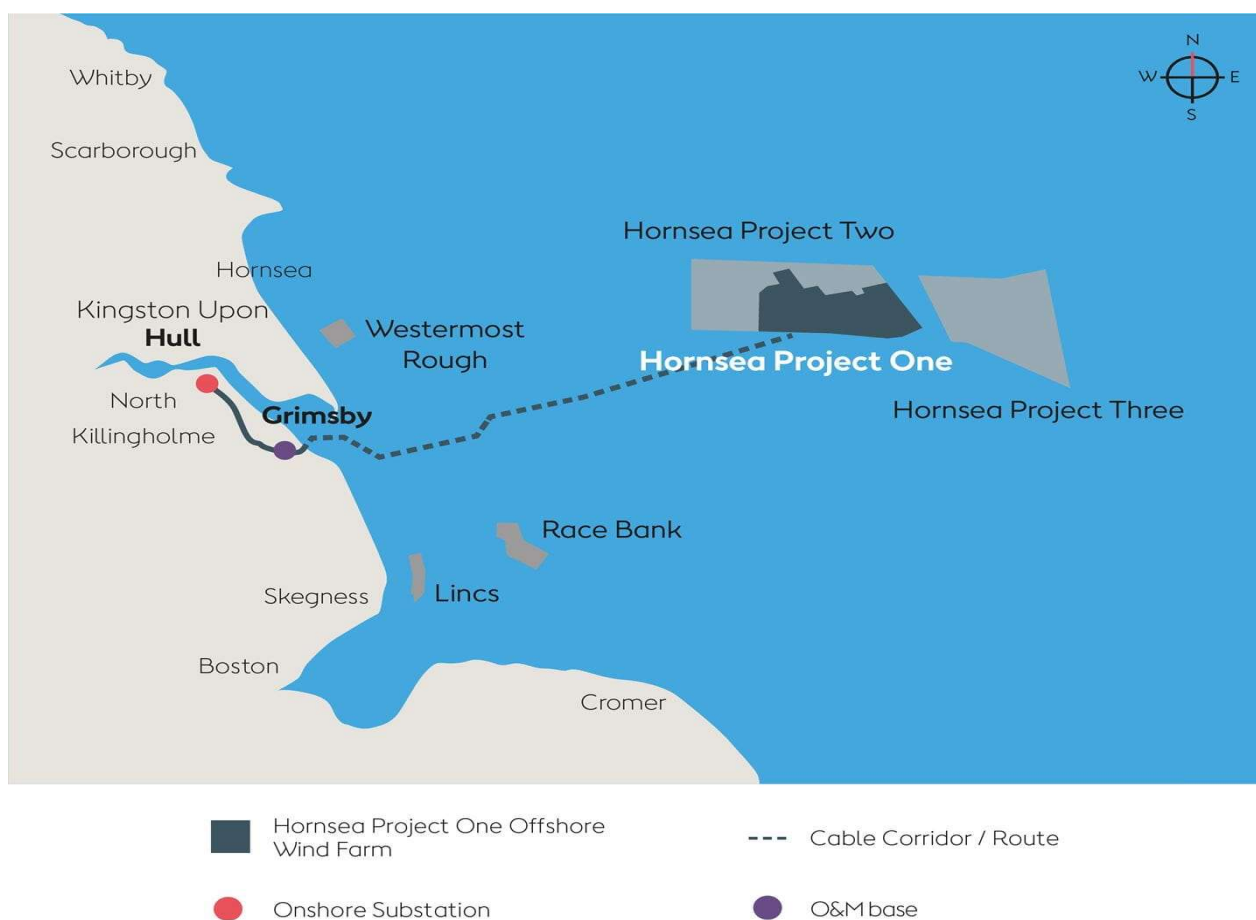 N
W
E
S
Whitby
Scarborough
Hornsea Project Two
Hornsea
Kingston Upon
Hull
Westermost
Rough
Hornsea Project One
North
Killingholme
Grimsby
Hornsea Project Three
Race Bank
Skegness
Lincs
Boston
Cromer
Hornsea Project One Offshore
Wind Farm
Cable Corridor / Route
Onshore Substation
O&M base